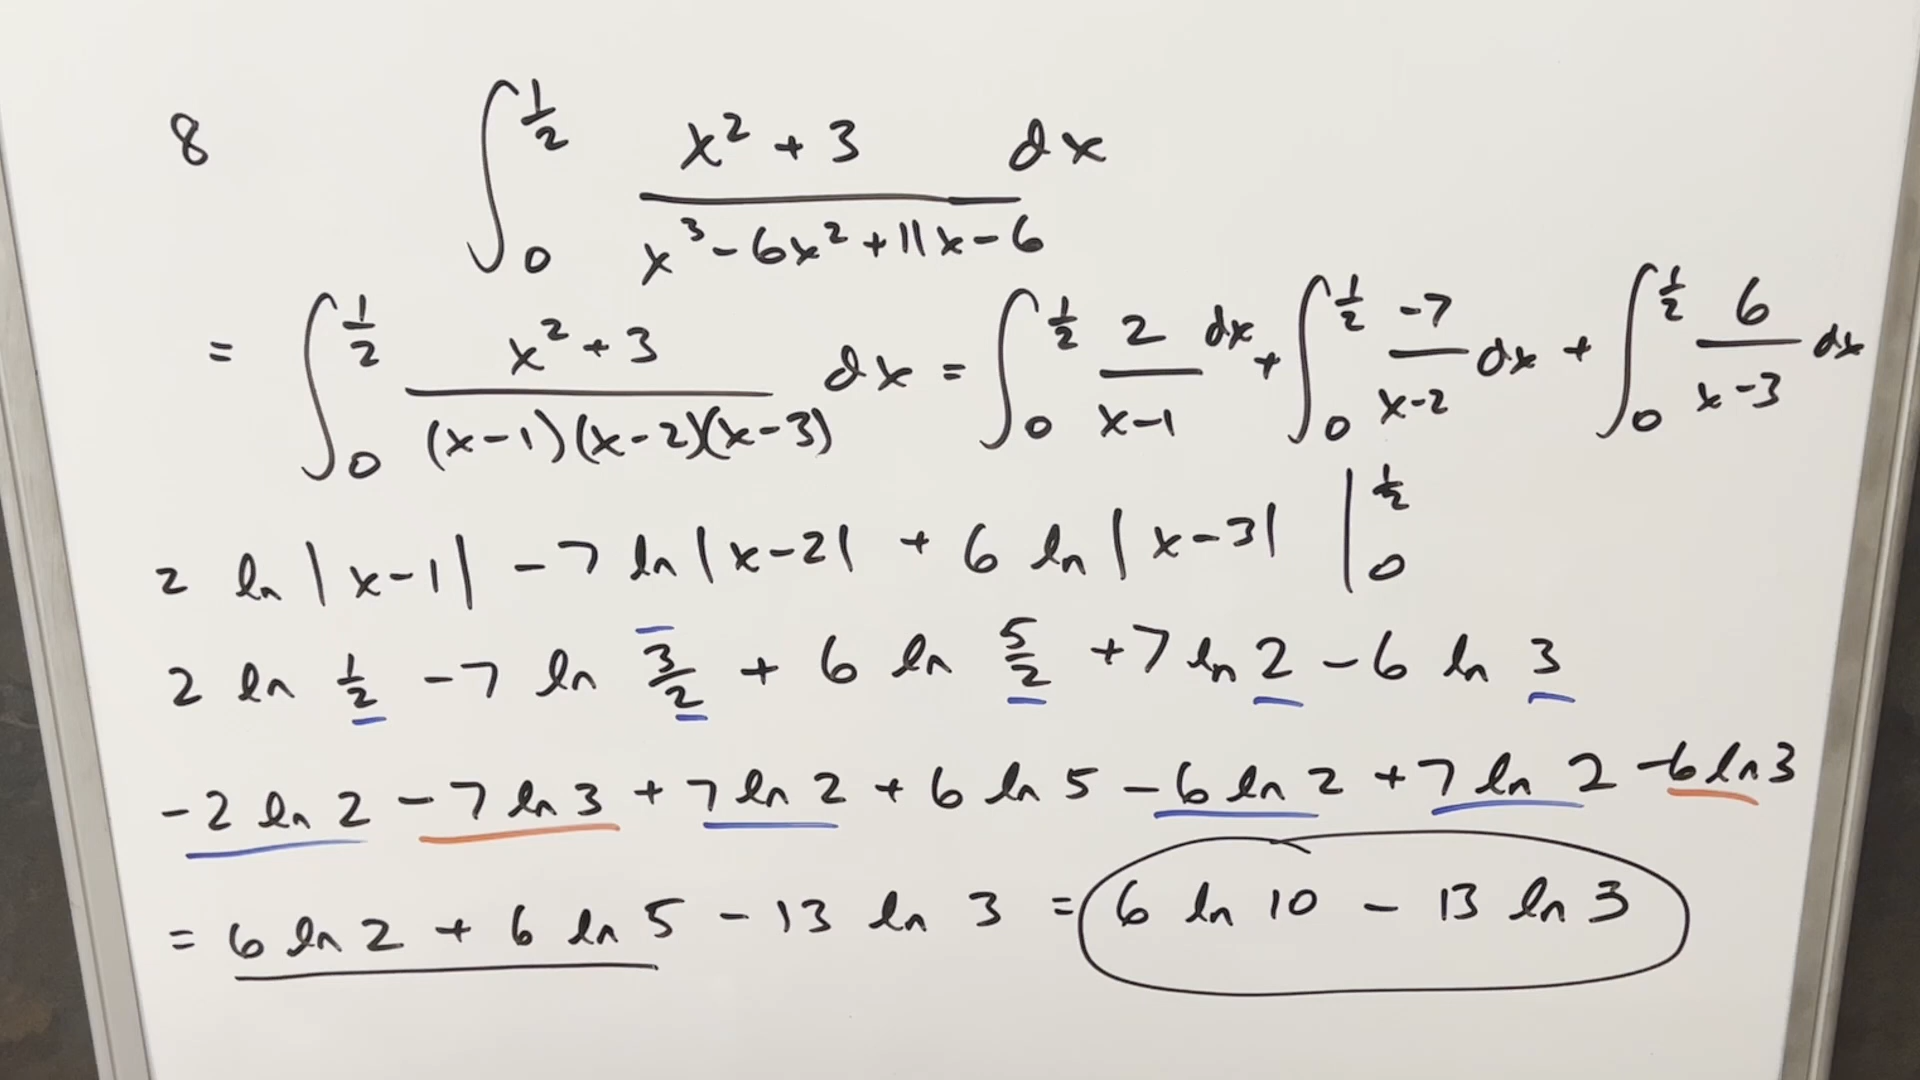 8 ∫₀^{1/2} (x² + 3)/(x³ - 6x² + 11x - 6) dx
= ∫₀^{1/2} (x² + 3)/((x-1)(x-2)(x-3)) dx = ∫₀^{1/2} 2/(x-1) dx + ∫₀^{1/2} -7/(x-2) dx + ∫₀^{1/2} 6/(x-3) dx
2 ln |x-1| - 7 ln |x-2| + 6 ln |x-3| |₀^{1/2}
2 ln 1/2 - 7 ln 3/2 + 6 ln 5/2 + 7 ln 2 - 6 ln 3
-2 ln 2 - 7 ln 3 + 7 ln 2 + 6 ln 5 - 6 ln 2 + 7 ln 2 - 6 ln 3
= 6 ln 2 + 6 ln 5 - 13 ln 3 = 6 ln 10 - 13 ln 3